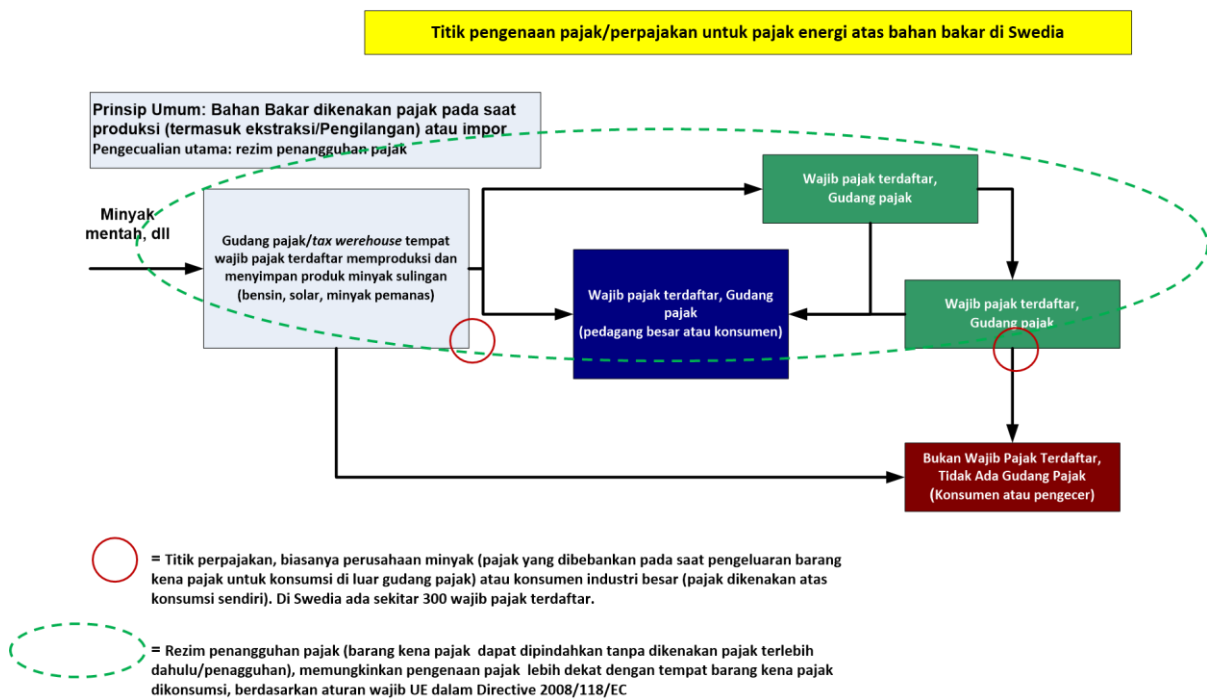 Titik pengenaan pajak/perpajakan untuk pajak energi atas bahan bakar di Swedia
Prinsip Umum: Bahan Bakar dikenakan pajak pada saat
produksi (termasuk ekstraksi/Pengilangan) atau impor
Pengecualian utama: rezim penangguhan pajak
Minyak
mentah, dll
Gudang pajak/tax werehouse tempat
wajib pajak terdaftar memproduksi dan
menyimpan produk minyak sulingan
(bensin, solar, minyak pemanas)
Wajib pajak terdaftar,
Gudang pajak
Wajib pajak terdaftar, Gudang
pajak
(pedagang besar atau konsumen)
Wajib pajak terdaftar,
Gudang pajak
Bukan Wajib Pajak Terdaftar,
Tidak Ada Gudang Pajak
(Konsumen atau pengecer)
= Titik perpajakan, biasanya perusahaan minyak (pajak yang dibebankan pada saat pengeluaran barang
kena pajak untuk konsumsi di luar gudang pajak) atau konsumen industri besar (pajak dikenakan atas
konsumsi sendiri). Di Swedia ada sekitar 300 wajib pajak terdaftar.
= Rezim penangguhan pajak (barang kena pajak dapat dipindahkan tanpa dikenakan pajak terlebih
dahulu/penagguhan), memungkinkan pengenaan pajak lebih dekat dengan tempat barang kena pajak
dikonsumsi, berdasarkan aturan wajib UE dalam Directive 2008/118/EC